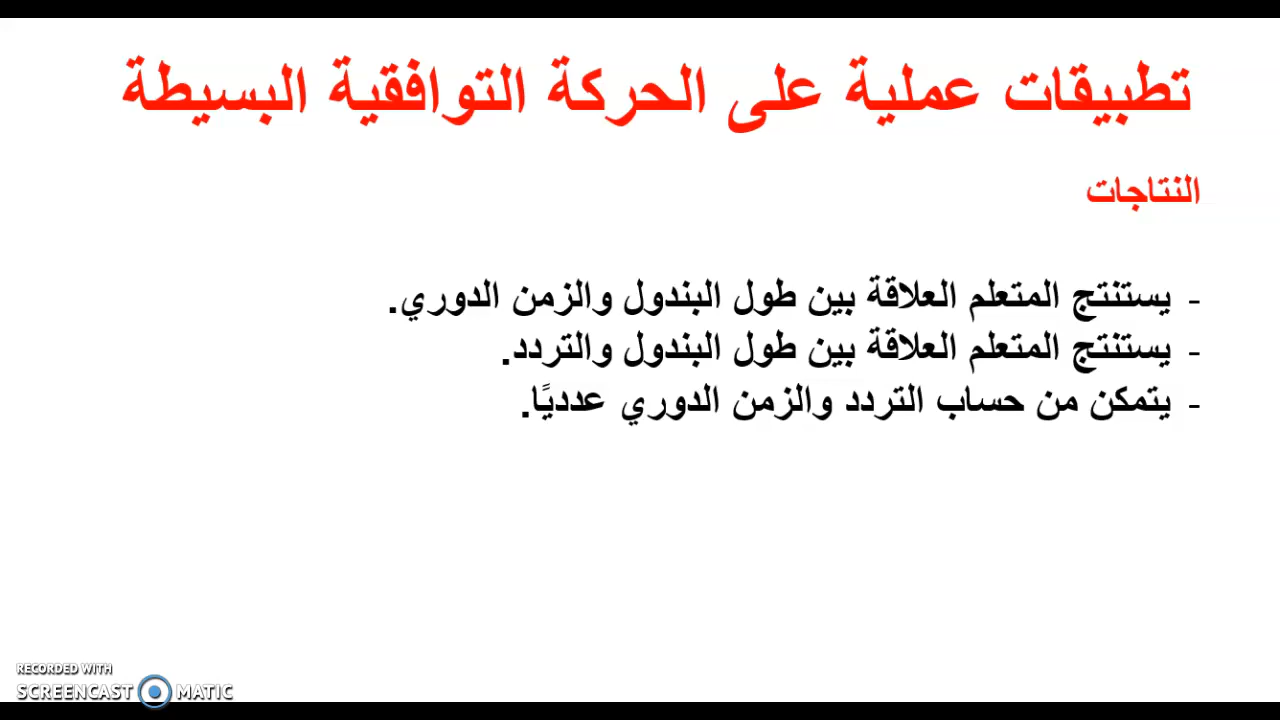 تطبيقات عملية على الحركة التوافقية البسيطة
النتاجات
- يستنتج المتعلم العلاقة بين طول البندول والزمن الدوري.
- يستنتج المتعلم العلاقة بين طول البندول والتردد.
- يتمكن من حساب التردد والزمن الدوري عدديًا.
RECORDED WITH
SCREENCAST MATIC